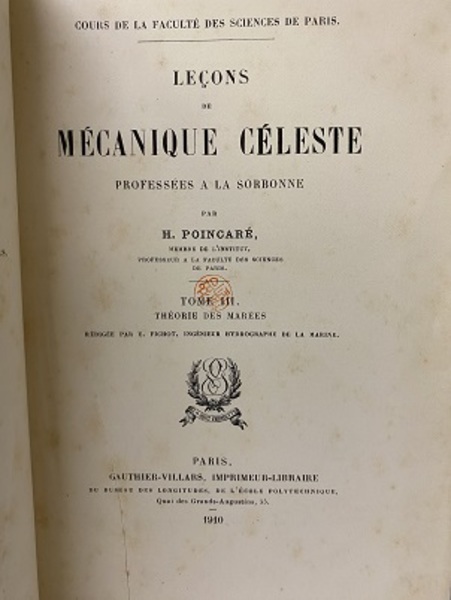 COURS DE LA FACULTÉ DES SCIENCES DE PARIS.
LEÇONS
DE
MÉCANIQUE CÉLESTE
PROFESSÉES A LA SORBONNE
PAR
H. POINCARÉ,
MEMBRE DE L'INSTITUT,
PROFESSEUR A LA FACULTÉ DES SCIENCES
DE PARIS.
TOME III.
THÉORIE DES MARÉES
RÉDIGÉE PAR E. FICHOT, INGÉNIEUR HYDROGRAPHE DE LA MARINE.
PARIS,
GAUTHIER-VILLARS, IMPRIMEUR-LIBRAIRE
DU BUREAU DES LONGITUDES, DE L'ÉCOLE POLYTECHNIQUE,
Quai des Grands-Augustins, 55.
1910